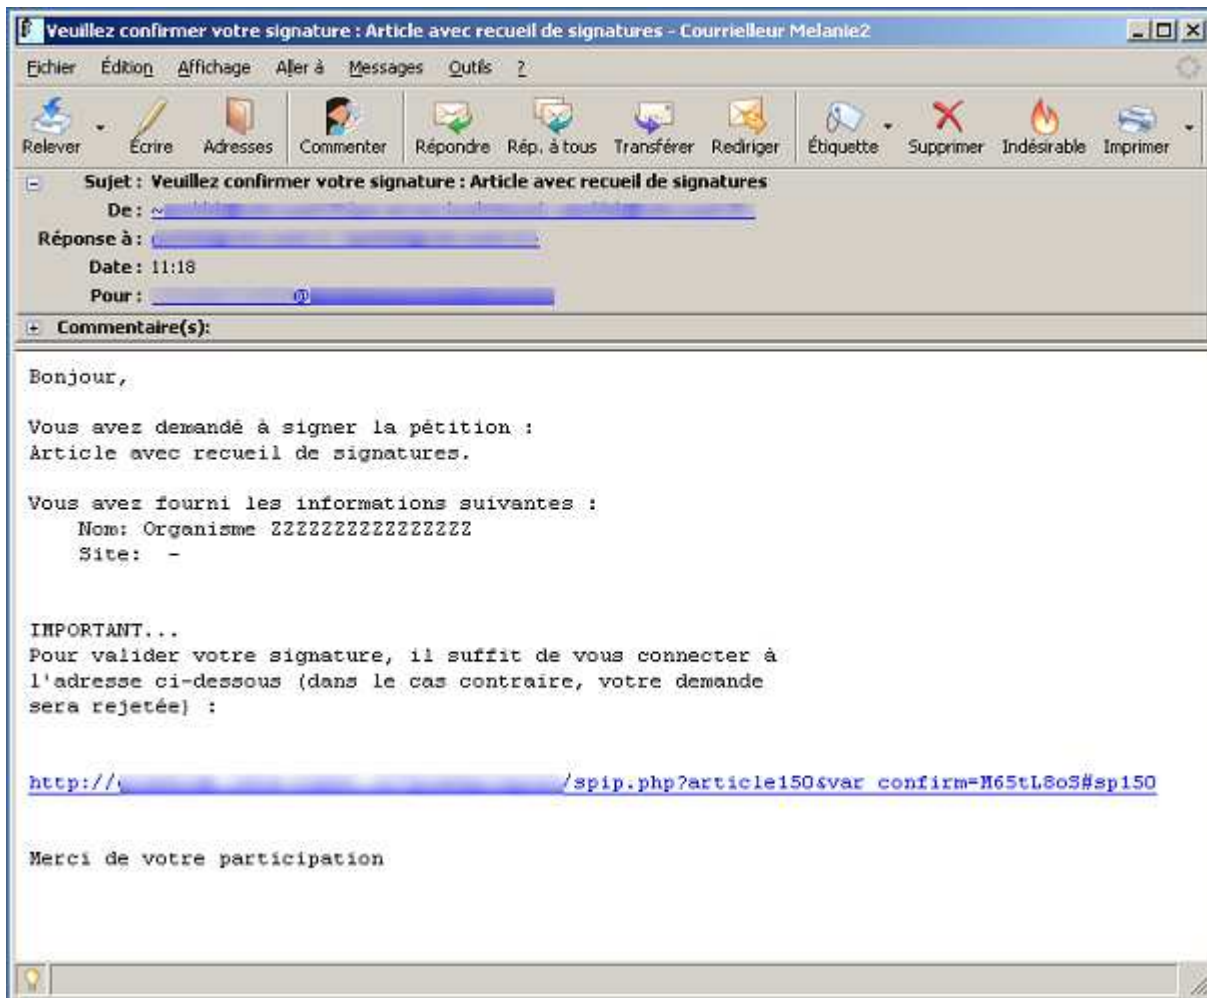 Veuillez confirmer votre signature : Article avec recueil de signatures - Courrielleur Melanie2
Fichier Édition Affichage Aller à Messages Outils ?
Relever Écrire Adresses Commenter Répondre Rép. à tous Transférer Rediriger Étiquette Supprimer Indésirable Imprimer
Sujet : Veuillez confirmer votre signature : Article avec recueil de signatures
De :
Réponse à :
Date : 11:18
Pour : @
Commentaire(s):
Bonjour,
Vous avez demandé à signer la pétition :
Article avec recueil de signatures.
Vous avez fourni les informations suivantes :
Nom: Organisme ZZZZZZZZZZZZZZZZ
Site: -
IMPORTANT...
Pour valider votre signature, il suffit de vous connecter à
l'adresse ci-dessous (dans le cas contraire, votre demande
sera rejetée) :
http:// /spip.php?article150&var_confirm=M65tL8oS#sp150
Merci de votre participation